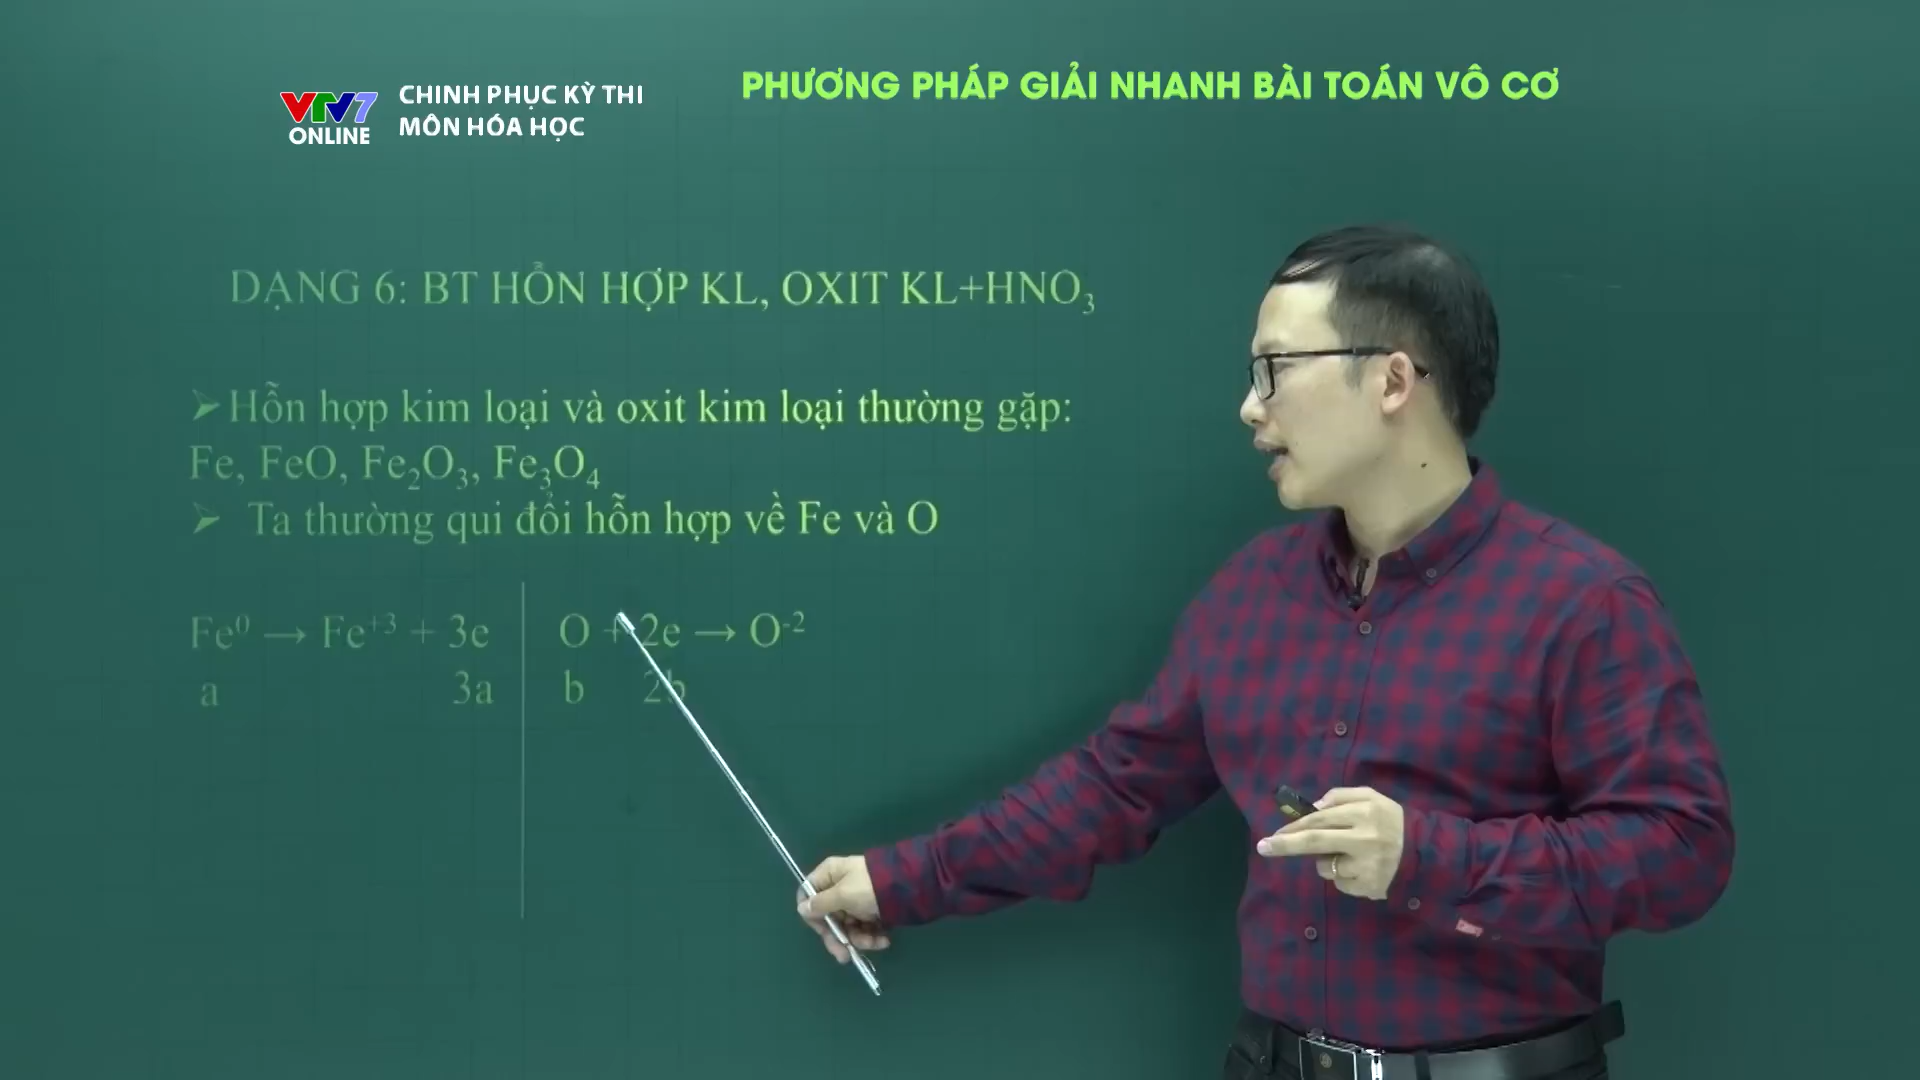 VTV7
ONLINE
CHINH PHỤC KỲ THI
MÔN HÓA HỌC
PHƯƠNG PHÁP GIẢI NHANH BÀI TOÁN VÔ CƠ
DẠNG 6: BT HỖN HỢP KL, OXIT KL+HNO₃
➢Hỗn hợp kim loại và oxit kim loại thường gặp:
Fe, FeO, Fe₂O₃, Fe₃O₄
➢ Ta thường qui đổi hỗn hợp về Fe và O
Fe⁰ → Fe⁺³ + 3e
a 3a
O + 2e → O⁻²
b 2b